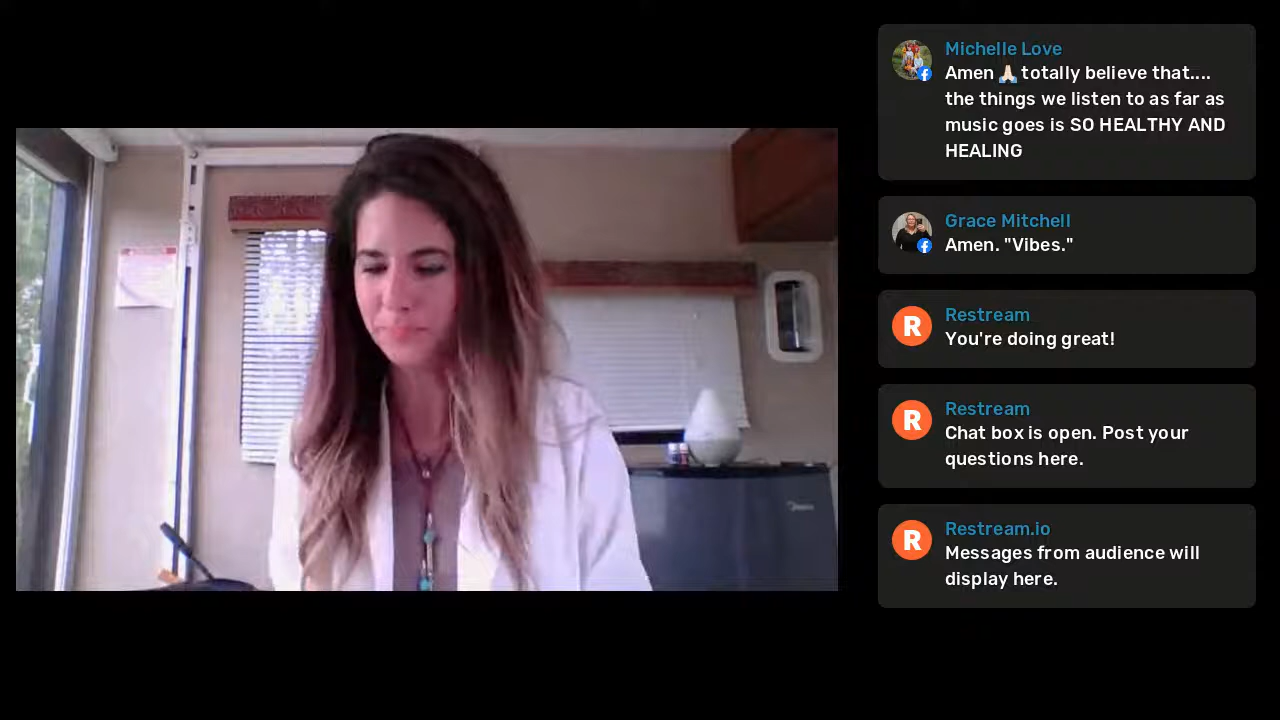 Michelle Love
Amen 🙏🏻 totally believe that....
the things we listen to as far as
music goes is SO HEALTHY AND
HEALING
Grace Mitchell
Amen. "Vibes."
R
Restream
You're doing great!
R
Restream
Chat box is open. Post your
questions here.
R
Restream.io
Messages from audience will
display here.